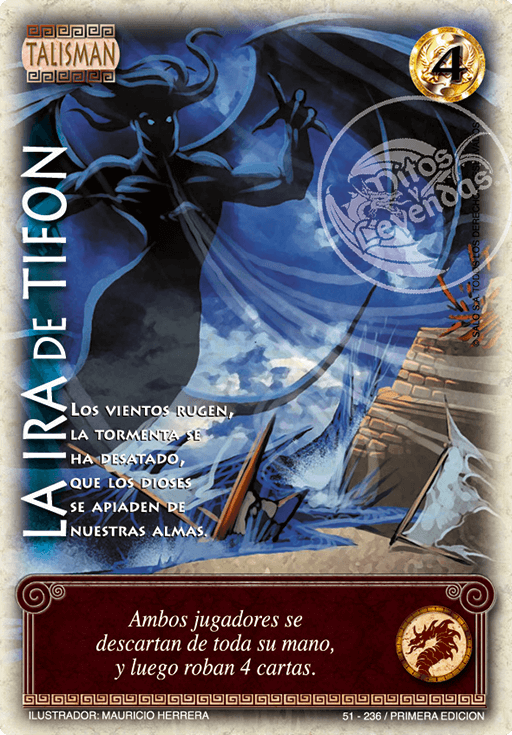 TALISMAN
4
Mitos
y
Leyendas
LA IRA DE TIFON
LOS VIENTOS RUGEN,
LA TORMENTA SE
HA DESATADO,
QUE LOS DIOSES
SE APIADEN DE
NUESTRAS ALMAS.
Ambos jugadores se
descartan de toda su mano,
y luego roban 4 cartas.
ILUSTRADOR: MAURICIO HERRERA
51 - 236 / PRIMERA EDICION